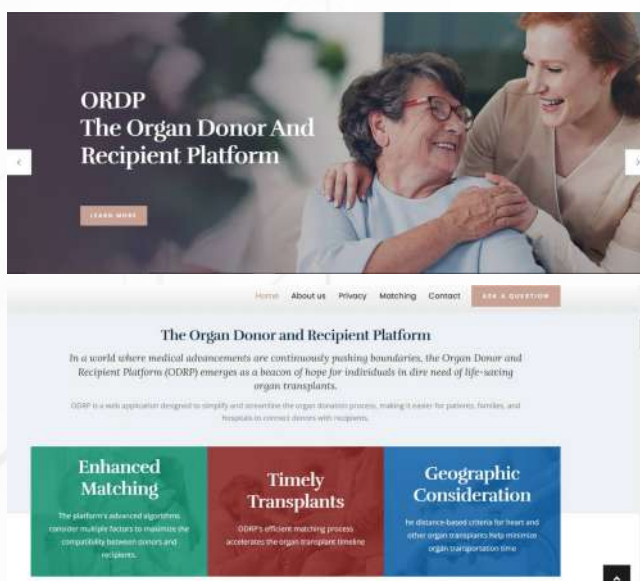 ORDP
The Organ Donor And
Recipient Platform
LEARN MORE
Home About us Privacy Matching Contact ASK A QUESTION
The Organ Donor and Recipient Platform
In a world where medical advancements are continuously pushing boundaries, the Organ Donor and
Recipient Platform (ODRP) emerges as a beacon of hope for individuals in dire need of life-saving
organ transplants.
ODRP is a web application designed to simplify and streamline the organ donation process, making it easier for patients, families, and
hospitals to connect donors with recipients.
Enhanced
Matching
The platform's advanced algorithms
consider multiple factors to maximize the
compatibility between donors and
recipients.
Timely
Transplants
ODRP's efficient matching process
accelerates the organ transplant timeline
Geographic
Consideration
he distance-based criteria for heart and
other organ transplants help minimize
organ transportation time